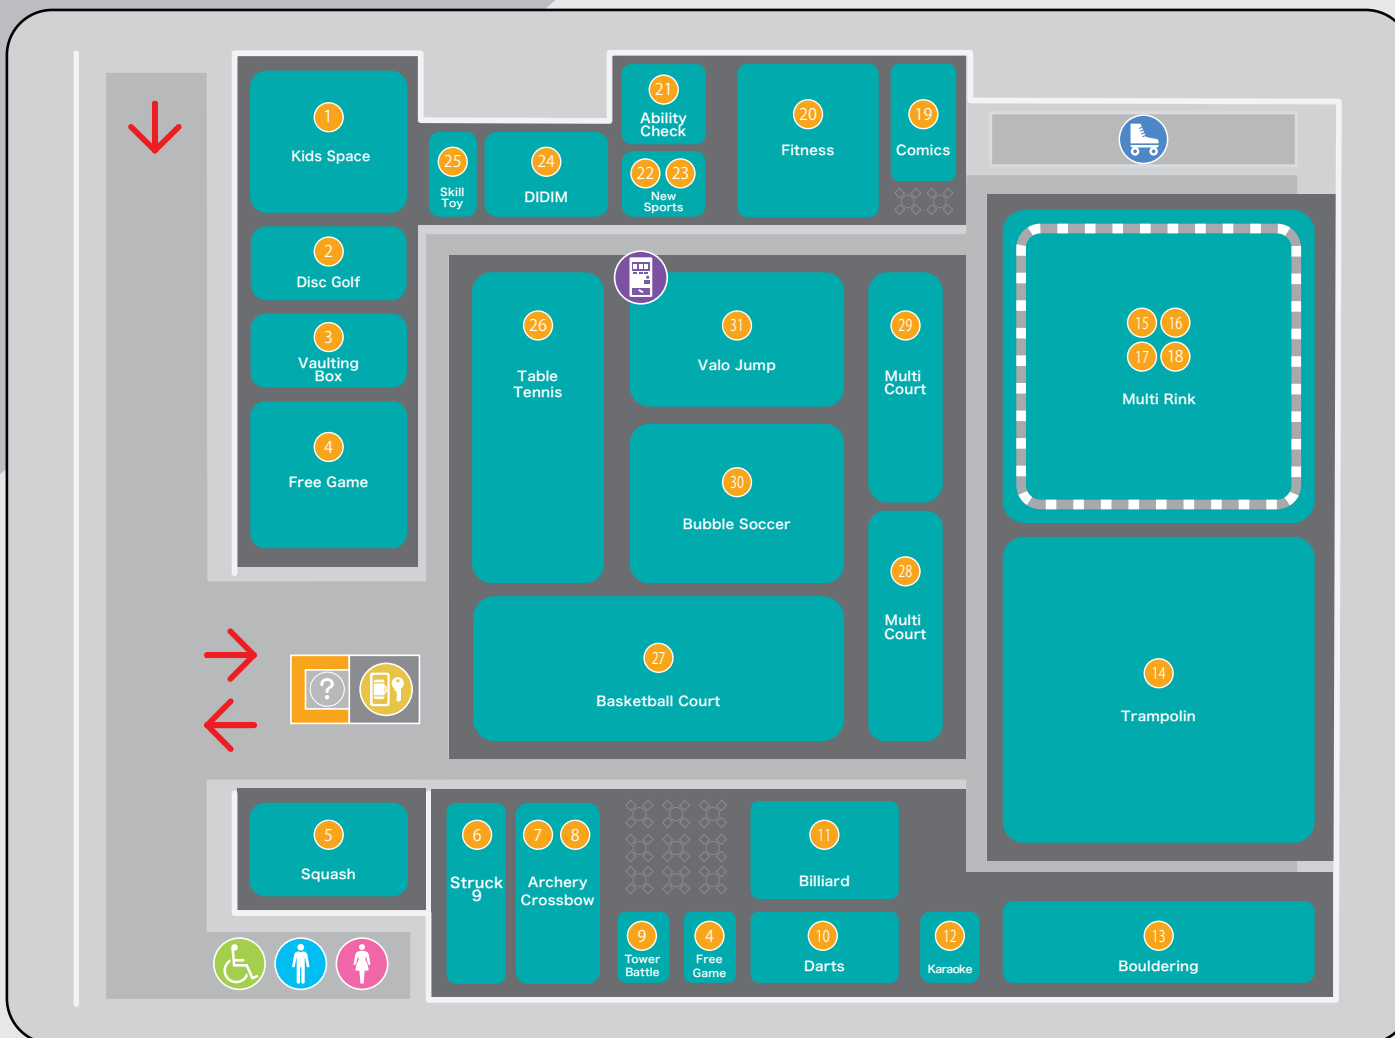 1
Kids Space
2
Disc Golf
3
Vaulting
Box
4
Free Game
25
Skill
Toy
24
DIDIM
21
Ability
Check
22 23
New
Sports
20
Fitness
19
Comics
26
Table
Tennis
31
Valo Jump
30
Bubble Soccer
29
Multi
Court
28
Multi
Court
27
Basketball Court
15 16
17 18
Multi Rink
14
Trampolin
?
5
Squash
6
Struck
9
7 8
Archery
Crossbow
11
Billiard
9
Tower
Battle
4
Free
Game
10
Darts
12
Karaoke
13
Bouldering